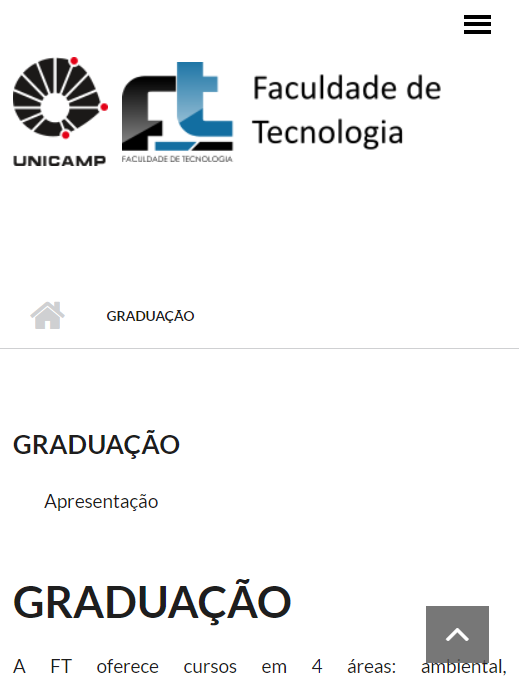 UNICAMP
FACULDADE DE TECNOLOGIA
Faculdade de
Tecnologia
GRADUAÇÃO
GRADUAÇÃO
Apresentação
GRADUAÇÃO
A FT oferece cursos em 4 áreas: ambiental,